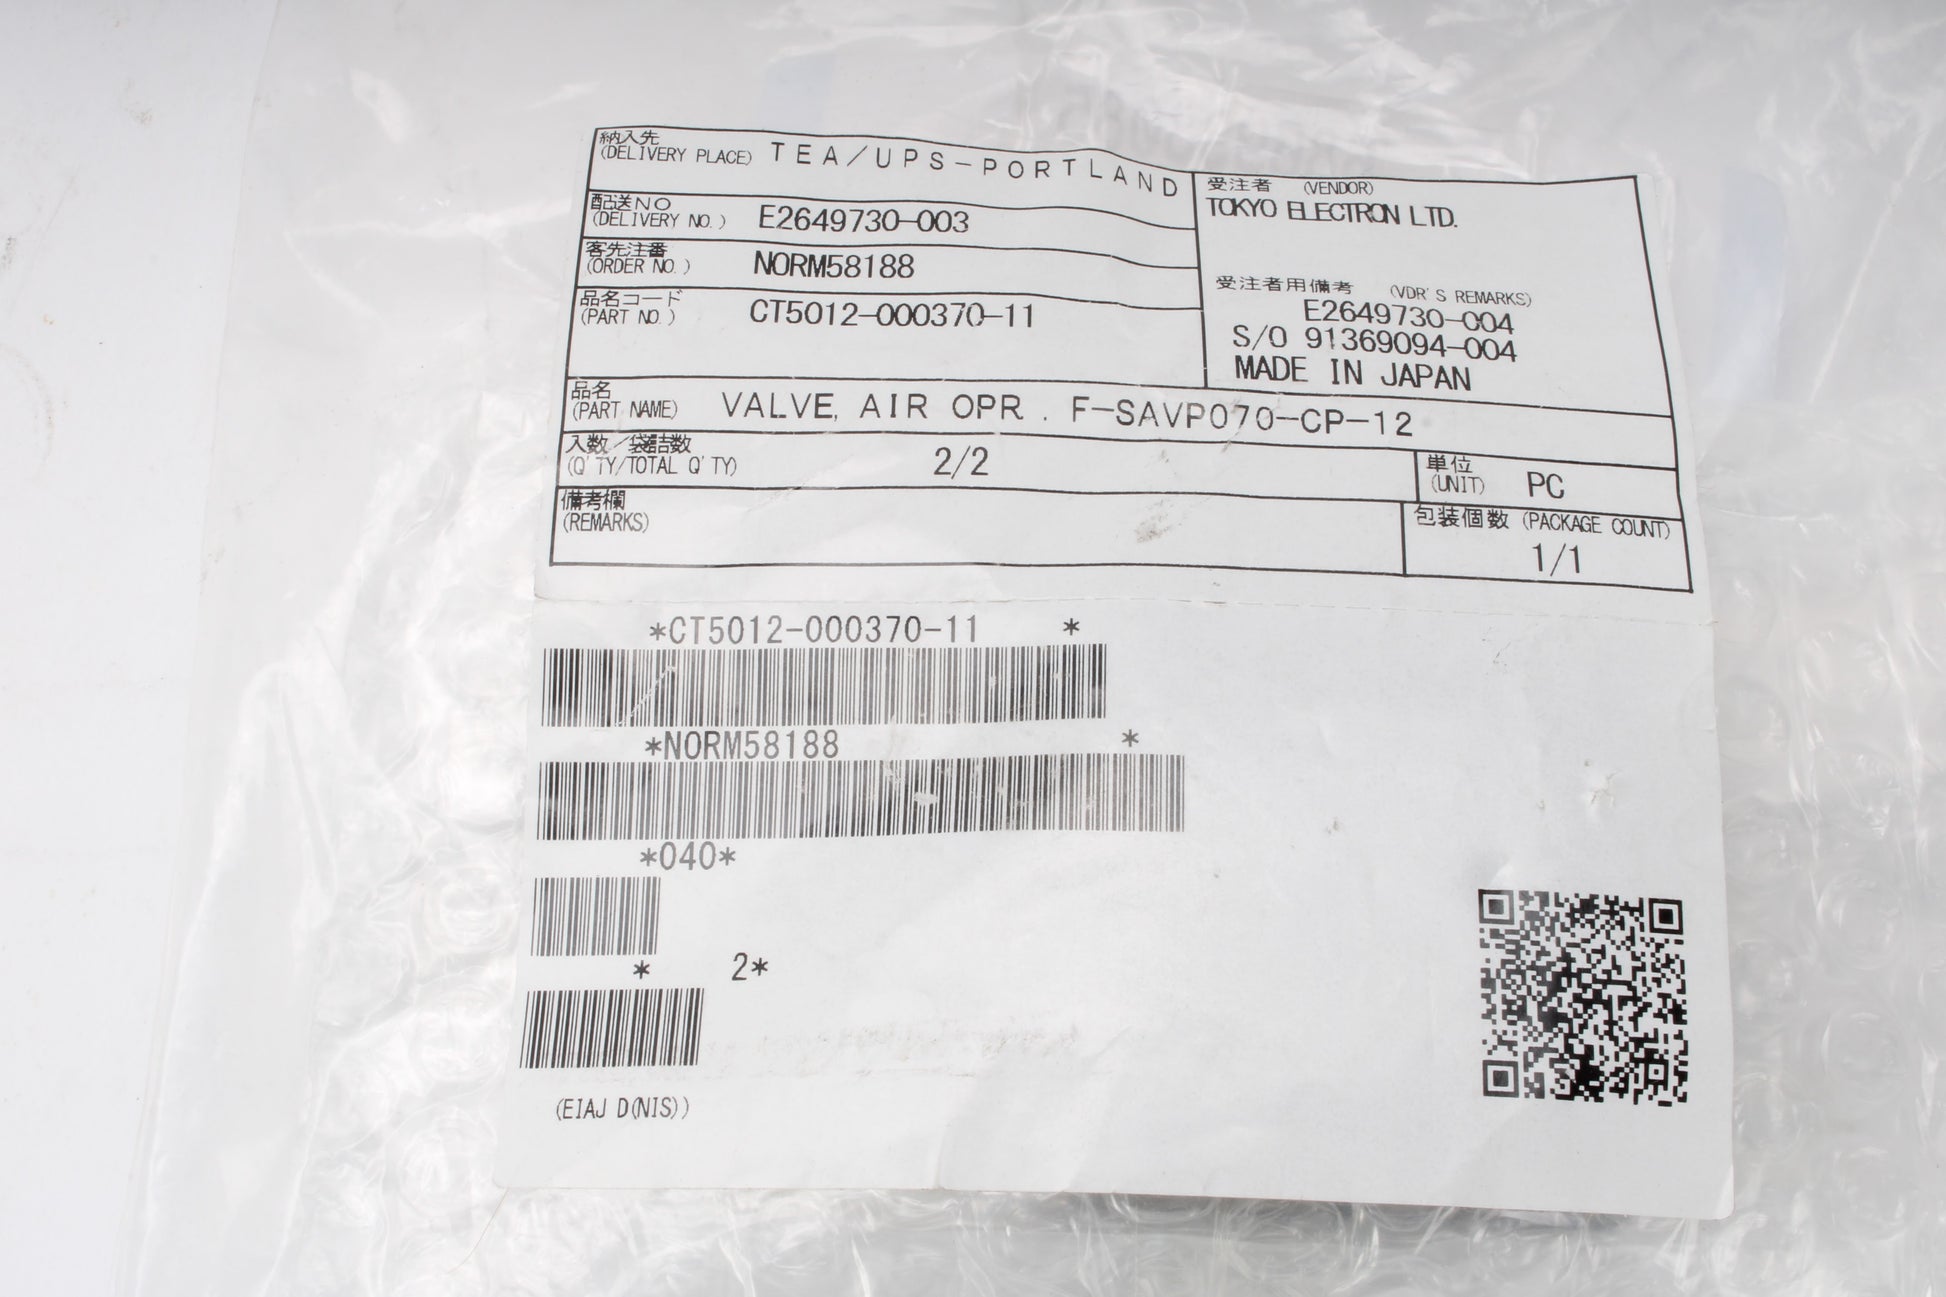 納入先
(DELIVERY PLACE) TEA/UPS-PORTLAND
配送NO
(DELIVERY NO.) E2649730-003
客先注番
(ORDER NO.) NORM58188
品名コード
(PART NO.) CT5012-000370-11
受注者 (VENDOR)
TOKYO ELECTRON LTD.
受注者用備考 (VDR'S REMARKS)
E2649730-004
S/O 91369094-004
MADE IN JAPAN
品名
(PART NAME) VALVE, AIR OPR . F-SAVP070-CP-12
入数/袋詰数
(Q'TY/TOTAL Q'TY) 2/2
単位
(UNIT) PC
備考欄
(REMARKS)
包装個数 (PACKAGE COUNT)
1/1
*CT5012-000370-11 *
*NORM58188 *
*040*
* 2*
(EIAJ D(NIS))